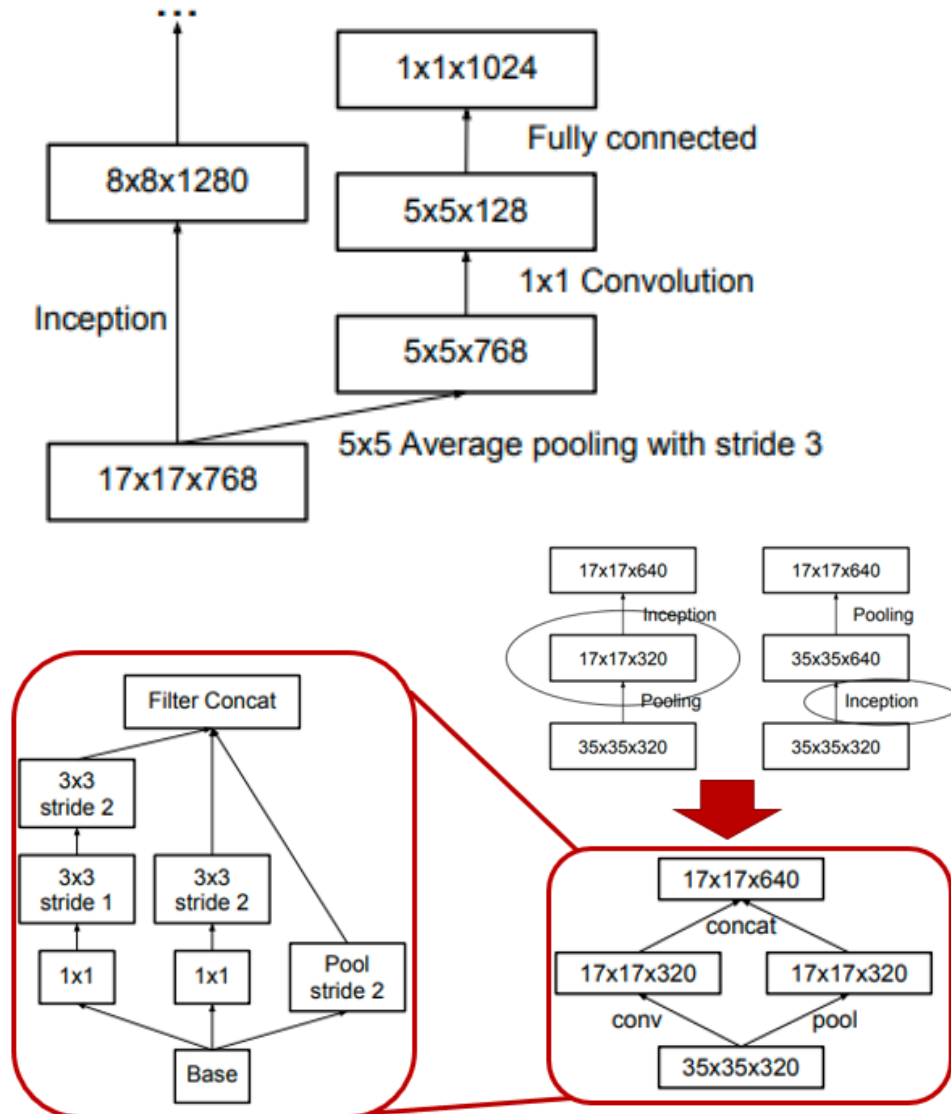 ...
1x1x1024
Fully connected
8x8x1280
5x5x128
1x1 Convolution
Inception
5x5x768
5x5 Average pooling with stride 3
17x17x768
17x17x640
Inception
17x17x320
Pooling
35x35x320
17x17x640
Pooling
35x35x640
Inception
35x35x320
Filter Concat
3x3
stride 2
3x3
stride 1
3x3
stride 2
1x1
1x1
Pool
stride 2
Base
17x17x640
concat
17x17x320
17x17x320
conv
pool
35x35x320